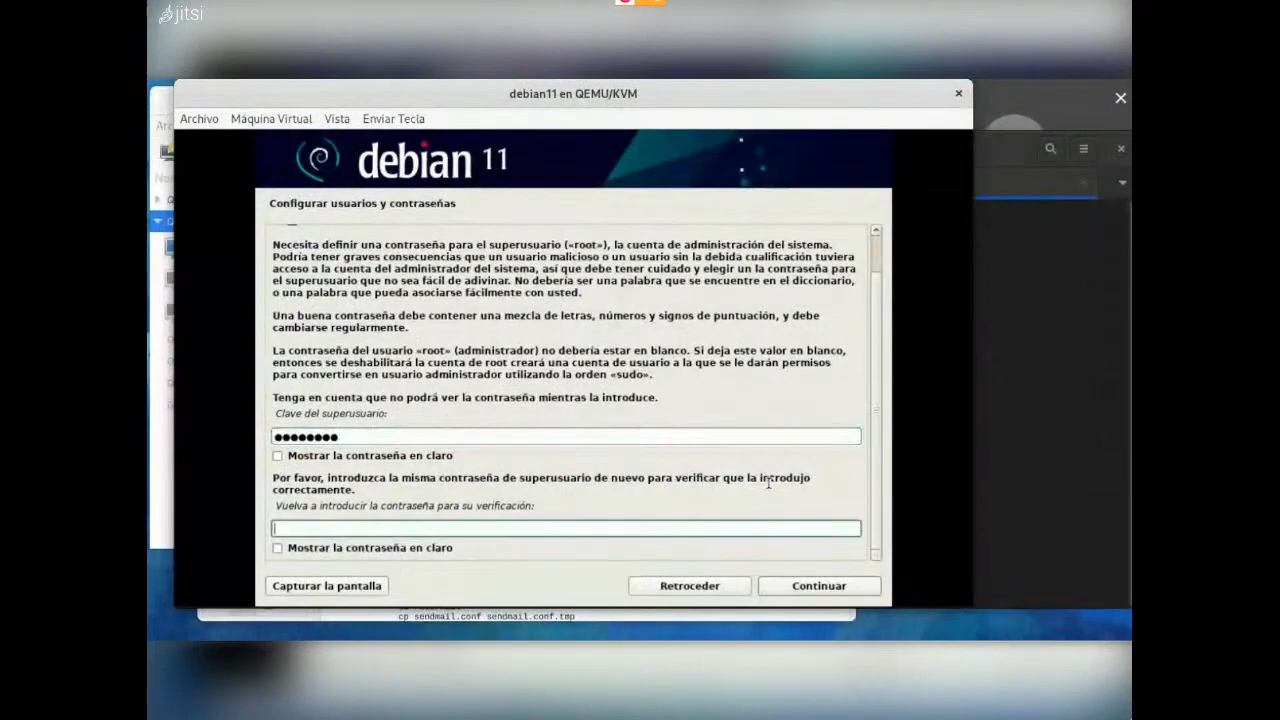 jitsi
debian11 en QEMU/KVM
Archivo Máquina Virtual Vista Enviar Tecla
debian 11
Configurar usuarios y contraseñas
Necesita definir una contraseña para el superusuario («root»), la cuenta de administración del sistema.
Podría tener graves consecuencias que un usuario malicioso o un usuario sin la debida cualificación tuviera
acceso a la cuenta del administrador del sistema, así que debe tener cuidado y elegir un la contraseña para
el superusuario que no sea fácil de adivinar. No debería ser una palabra que se encuentre en el diccionario,
o una palabra que pueda asociarse fácilmente con usted.
Una buena contraseña debe contener una mezcla de letras, números y signos de puntuación, y debe
cambiarse regularmente.
La contraseña del usuario «root» (administrador) no debería estar en blanco. Si deja este valor en blanco,
entonces se deshabilitará la cuenta de root creará una cuenta de usuario a la que se le darán permisos
para convertirse en usuario administrador utilizando la orden «sudo».
Tenga en cuenta que no podrá ver la contraseña mientras la introduce.
Clave del superusuario:
●●●●●●●●
Mostrar la contraseña en claro
Por favor, introduzca la misma contraseña de superusuario de nuevo para verificar que la introdujo
correctamente.
Vuelva a introducir la contraseña para su verificación:
Mostrar la contraseña en claro
Capturar la pantalla Retroceder Continuar
cp sendmail.conf sendmail.conf.tmp